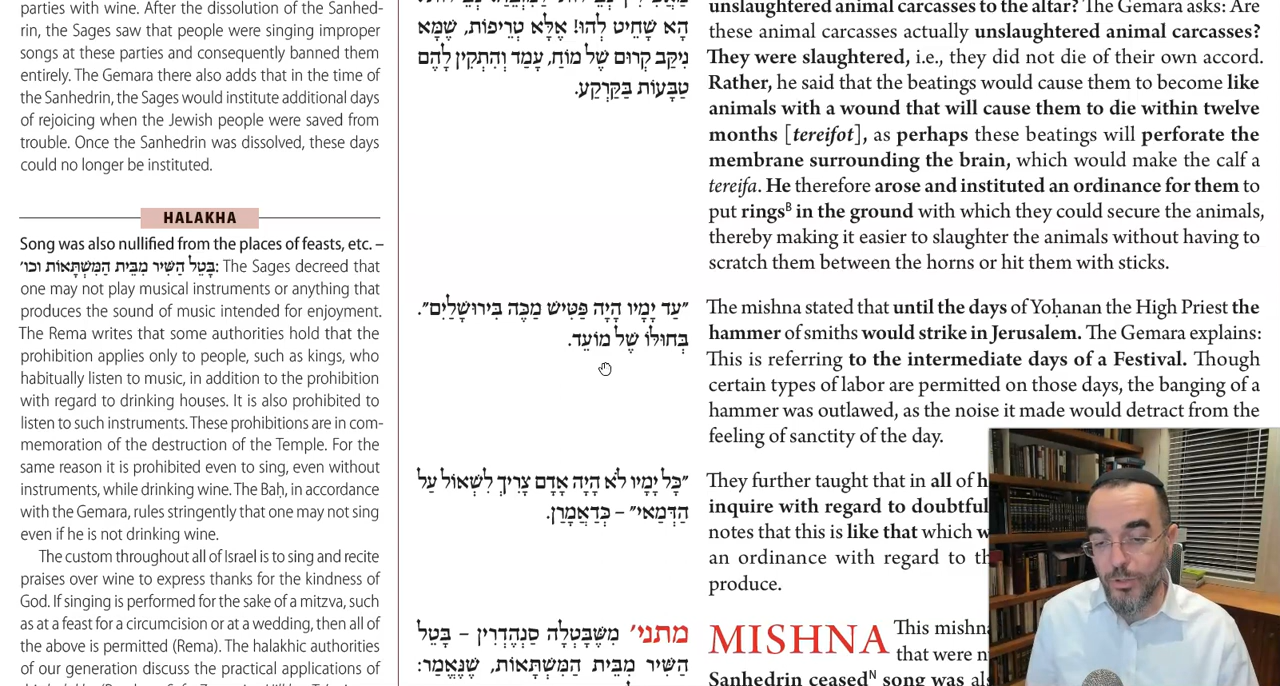 parties with wine. After the dissolution of the Sanhed-
rin, the Sages saw that people were singing improper
songs at these parties and consequently banned them
entirely. The Gemara there also adds that in the time of
the Sanhedrin, the Sages would institute additional days
of rejoicing when the Jewish people were saved from
trouble. Once the Sanhedrin was dissolved, these days
could no longer be instituted.
HALAKHA
Song was also nullified from the places of feasts, etc. –
בָּטֵל הַשִּׁיר מִבֵּית הַמִּשְׁתָּאוֹת וכו׳: The Sages decreed that
one may not play musical instruments or anything that
produces the sound of music intended for enjoyment.
The Rema writes that some authorities hold that the
prohibition applies only to people, such as kings, who
habitually listen to music, in addition to the prohibition
with regard to drinking houses. It is also prohibited to
listen to such instruments. These prohibitions are in com-
memoration of the destruction of the Temple. For the
same reason it is prohibited even to sing, even without
instruments, while drinking wine. The Baḥ, in accordance
with the Gemara, rules stringently that one may not sing
even if he is not drinking wine.
The custom throughout all of Israel is to sing and recite
praises over wine to express thanks for the kindness of
God. If singing is performed for the sake of a mitzva, such
as at a feast for a circumcision or at a wedding, then all of
the above is permitted (Rema). The halakhic authorities
of our generation discuss the practical applications of
הָא שָׁחֵיט לְהוּ! אֶלָּא טְרֵיפוֹת, שֶׁמָּא
נִיקַּב קְרוּם שֶׁל מוֹחַ, עָמַד וְהִתְקִין לָהֶם
טַבָּעוֹת בַּקַּרְקַע.
״עַד יָמָיו הָיָה פַּטִּישׁ מַכֶּה בִּירוּשָׁלַיִם״.
בְּחוּלּוֹ שֶׁל מוֹעֵד.
״כָּל יָמָיו לֹא הָיָה אָדָם צָרִיךְ לִשְׁאוֹל עַל
הַדְּמַאי״ – כִּדַאֲמָרַן.
מתני׳ מִשֶּׁבָּטְלָה סַנְהֶדְרִין – בָּטֵל
הַשִּׁיר מִבֵּית הַמִּשְׁתָּאוֹת, שֶׁנֶּאֱמַר:
unslaughtered animal carcasses to the altar? The Gemara asks: Are
these animal carcasses actually unslaughtered animal carcasses?
They were slaughtered, i.e., they did not die of their own accord.
Rather, he said that the beatings would cause them to become like
animals with a wound that will cause them to die within twelve
months [tereifot], as perhaps these beatings will perforate the
membrane surrounding the brain, which would make the calf a
tereifa. He therefore arose and instituted an ordinance for them to
put ringsB in the ground with which they could secure the animals,
thereby making it easier to slaughter the animals without having to
scratch them between the horns or hit them with sticks.
The mishna stated that until the days of Yoḥanan the High Priest the
hammer of smiths would strike in Jerusalem. The Gemara explains:
This is referring to the intermediate days of a Festival. Though
certain types of labor are permitted on those days, the banging of a
hammer was outlawed, as the noise it made would detract from the
feeling of sanctity of the day.
They further taught that in all of
inquire with regard to doubtful
notes that this is like that which
an ordinance with regard to
produce.
MISHNA This
that were
Sanhedrin ceasedN song was